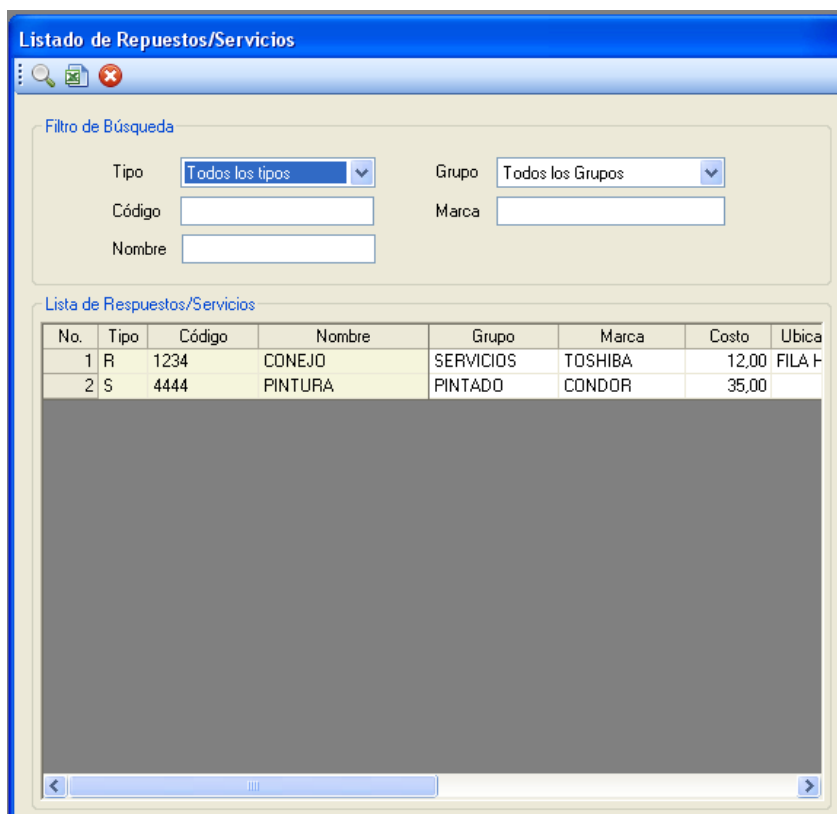 Listado de Repuestos/Servicios
Filtro de Búsqueda
Tipo Todos los tipos Grupo Todos los Grupos
Código Marca
Nombre
Lista de Respuestos/Servicios
No. Tipo Código Nombre Grupo Marca Costo Ubica
1 R 1234 CONEJO SERVICIOS TOSHIBA 12,00 FILA H
2 S 4444 PINTURA PINTADO CONDOR 35,00